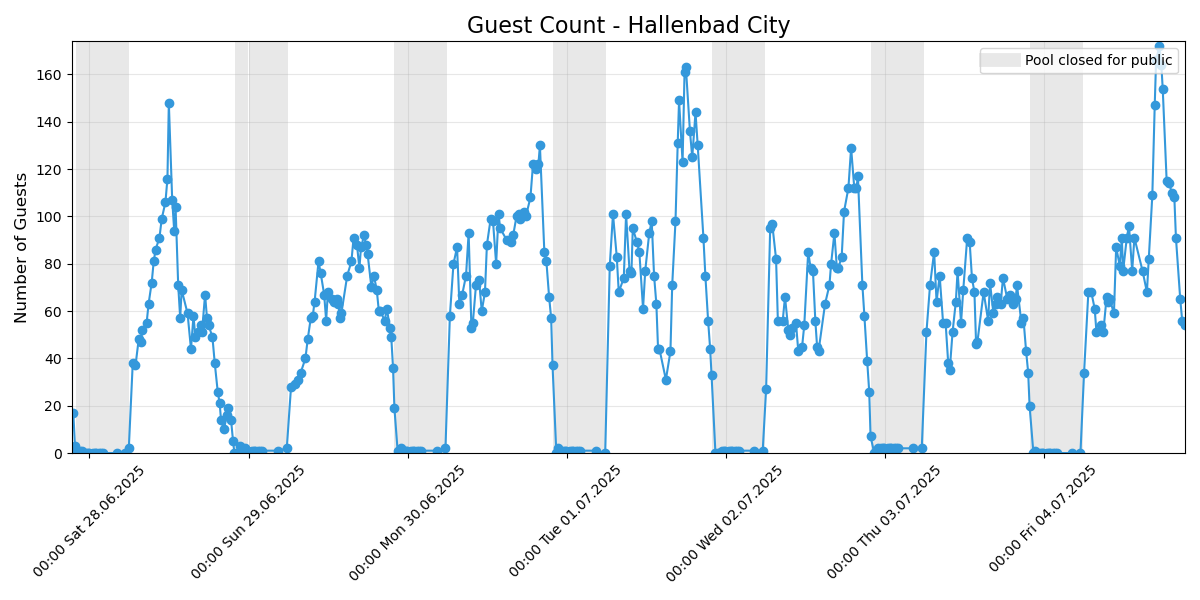 Guest Count - Hallenbad City
Pool closed for public
Number of Guests
160
140
120
100
80
60
40
20
0
00:00 Sat 28.06.2025
00:00 Sun 29.06.2025
00:00 Mon 30.06.2025
00:00 Tue 01.07.2025
00:00 Wed 02.07.2025
00:00 Thu 03.07.2025
00:00 Fri 04.07.2025